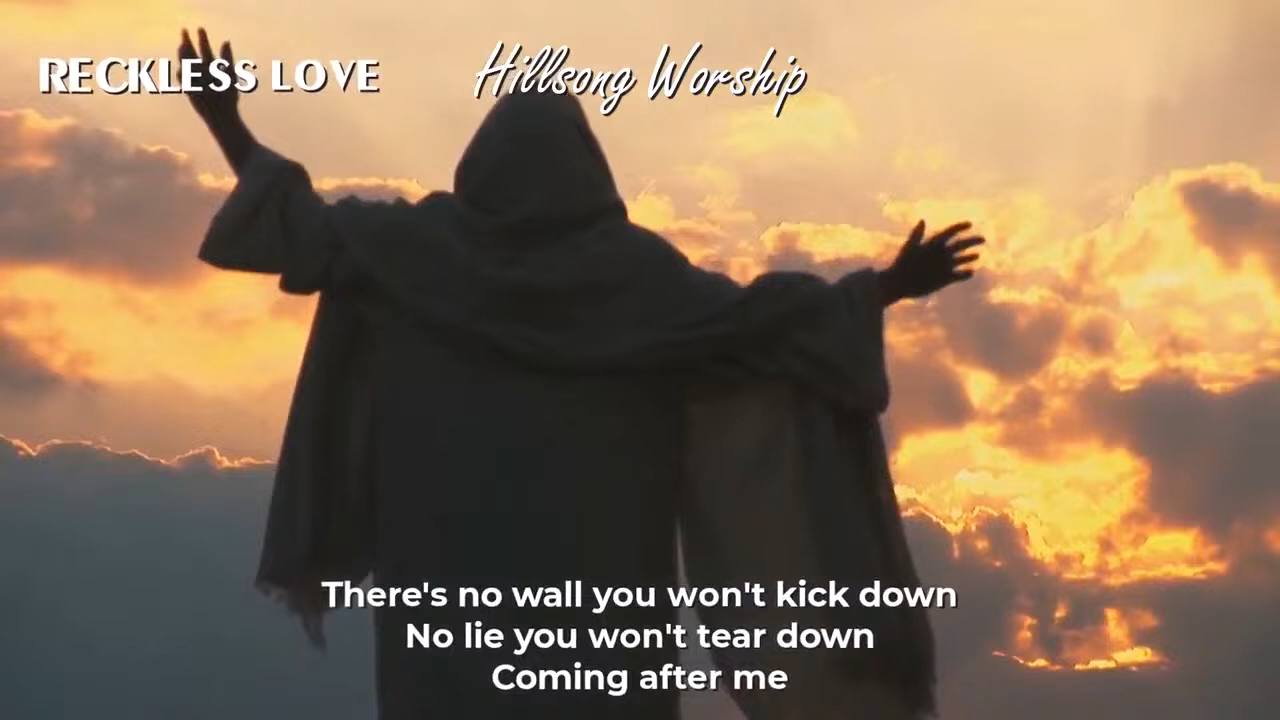 RECKLESS LOVE
Hillsong Worship
There's no wall you won't kick down
No lie you won't tear down
Coming after me